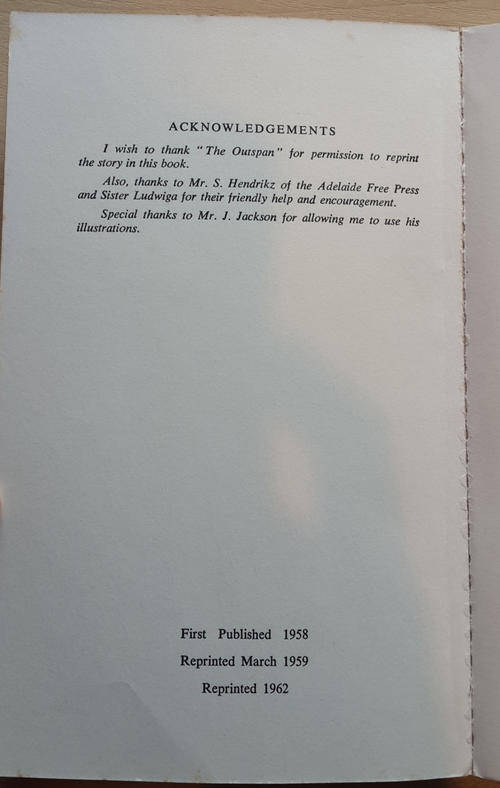 ACKNOWLEDGEMENTS
I wish to thank "The Outspan" for permission to reprint
the story in this book.
Also, thanks to Mr. S. Hendrikz of the Adelaide Free Press
and Sister Ludwiga for their friendly help and encouragement.
Special thanks to Mr. J. Jackson for allowing me to use his
illustrations.
First Published 1958
Reprinted March 1959
Reprinted 1962